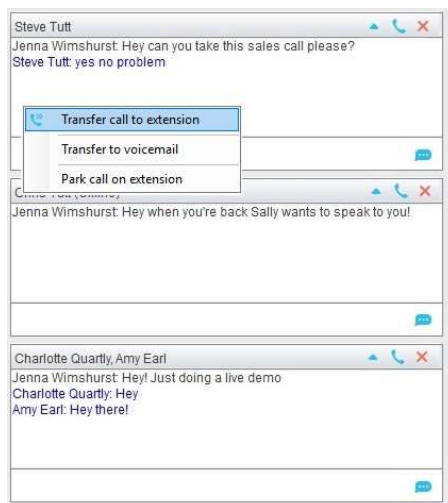 Steve Tutt
Jenna Wimshurst: Hey can you take this sales call please?
Steve Tutt: yes no problem
Transfer call to extension
Transfer to voicemail
Park call on extension
Jenna Wimshurst: Hey when you're back Sally wants to speak to you!
Charlotte Quartly, Amy Earl
Jenna Wimshurst: Hey! Just doing a live demo
Charlotte Quartly: Hey
Amy Earl: Hey there!